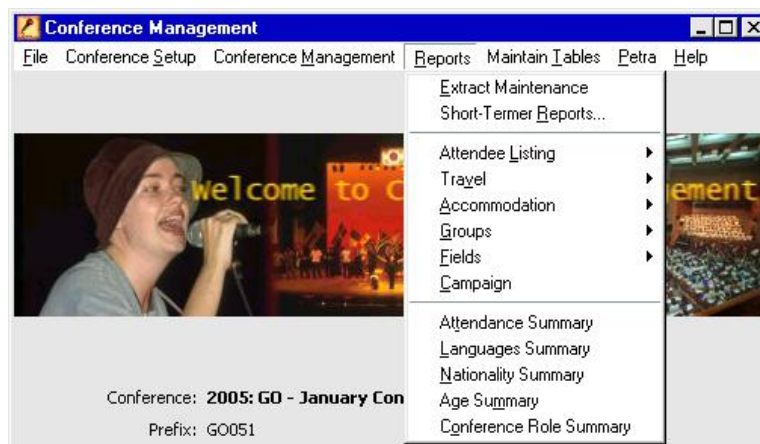 Conference Management
File Conference Setup Conference Management Reports Maintain Tables Petra Help
Extract Maintenance
Short-Termer Reports...
Attendee Listing
Travel
Accommodation
Groups
Fields
Campaign
Attendance Summary
Languages Summary
Nationality Summary
Age Summary
Conference Role Summary
Welcome to C ement
Conference: 2005: GO - January Con
Prefix: GO051